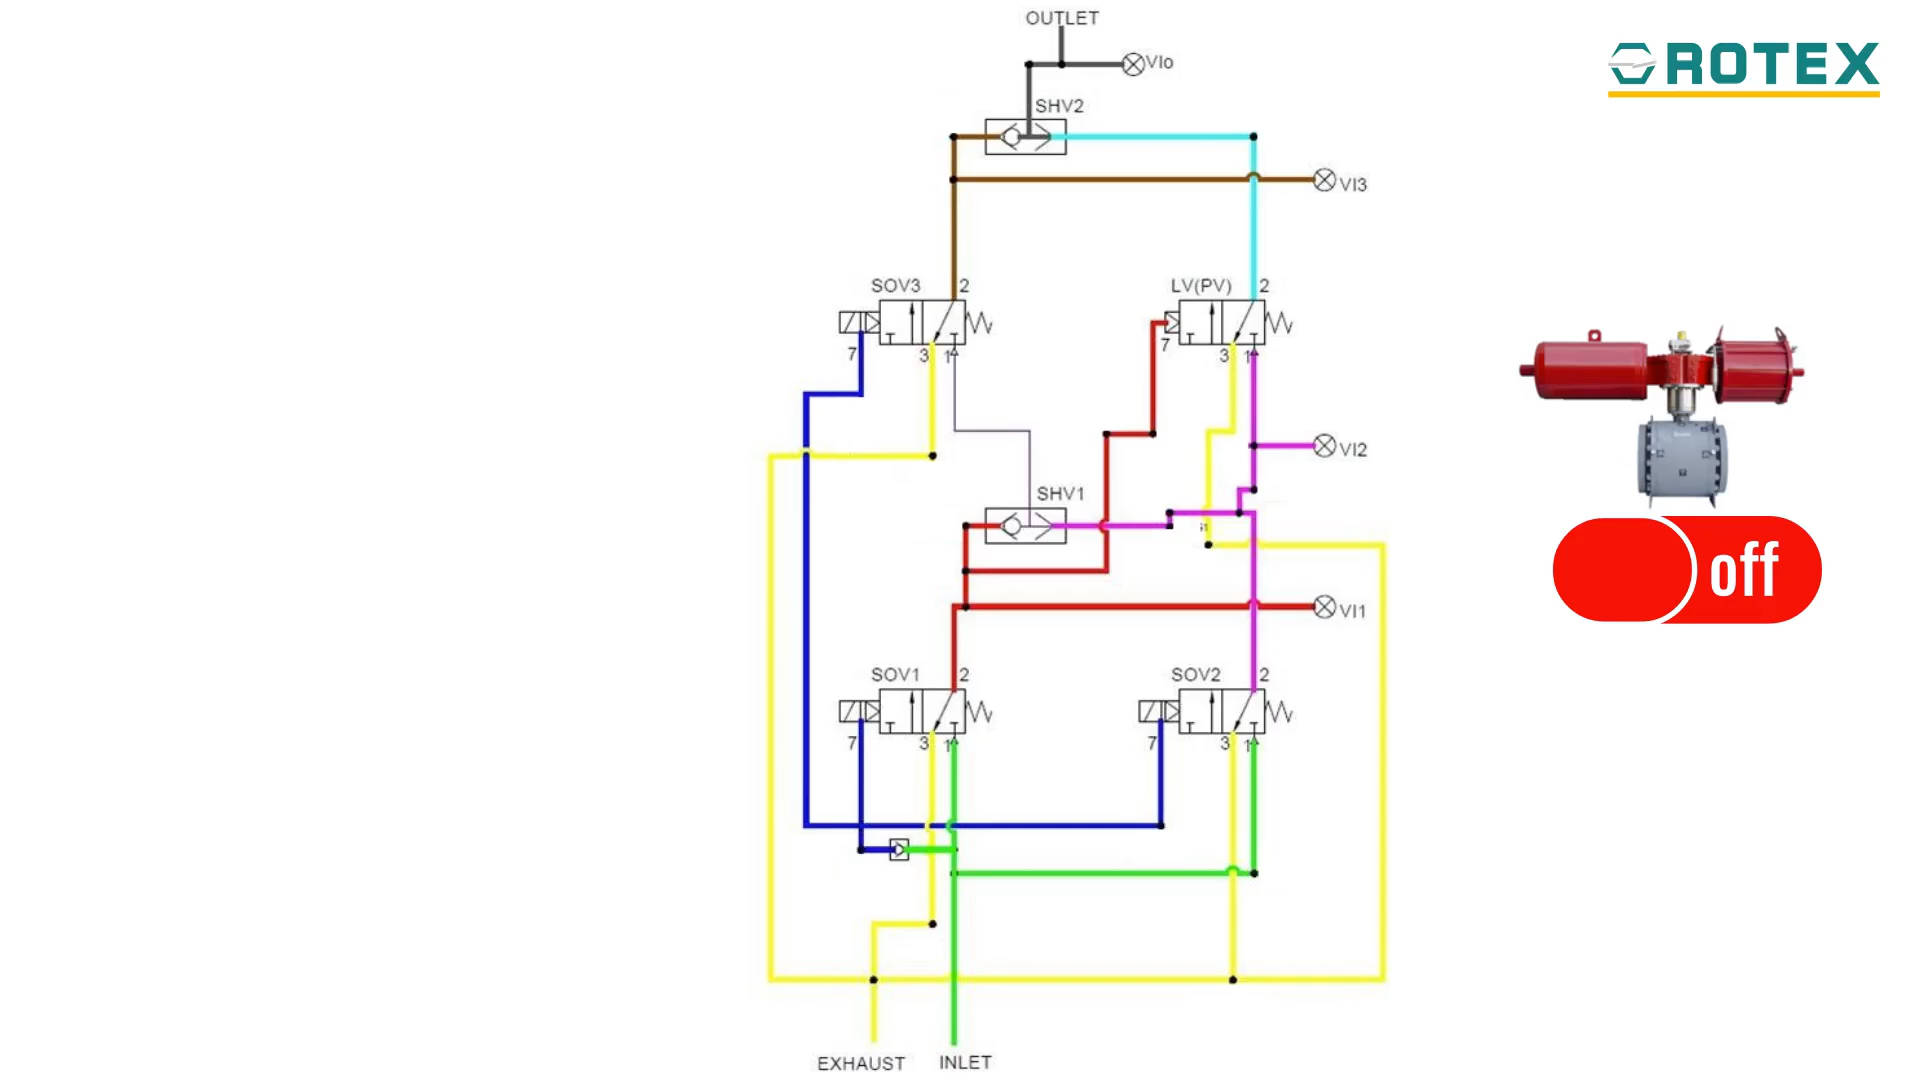 OUTLET
VIo
ROTEX
SHV2
VI3
SOV3
2
LV(PV)
2
7
3
1
7
3
1
VI2
SHV1
off
VI1
SOV1
2
SOV2
2
7
3
1
7
3
1
EXHAUST
INLET